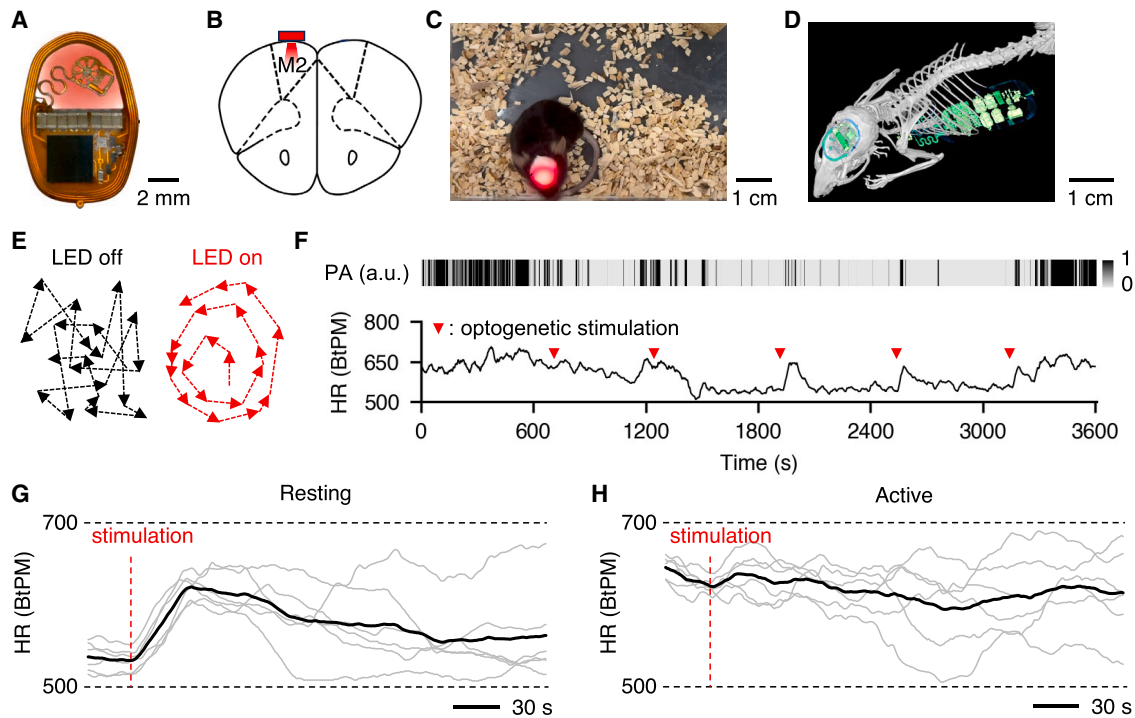 A
2 mm
B
M2
C
1 cm
D
1 cm
E
LED off
LED on
F
PA (a.u.)
1
0
HR (BtPM)
800
650
500
: optogenetic stimulation
0
600
1200
1800
2400
3000
3600
Time (s)
G
Resting
HR (BtPM)
700
500
stimulation
30 s
H
Active
HR (BtPM)
700
500
stimulation
30 s